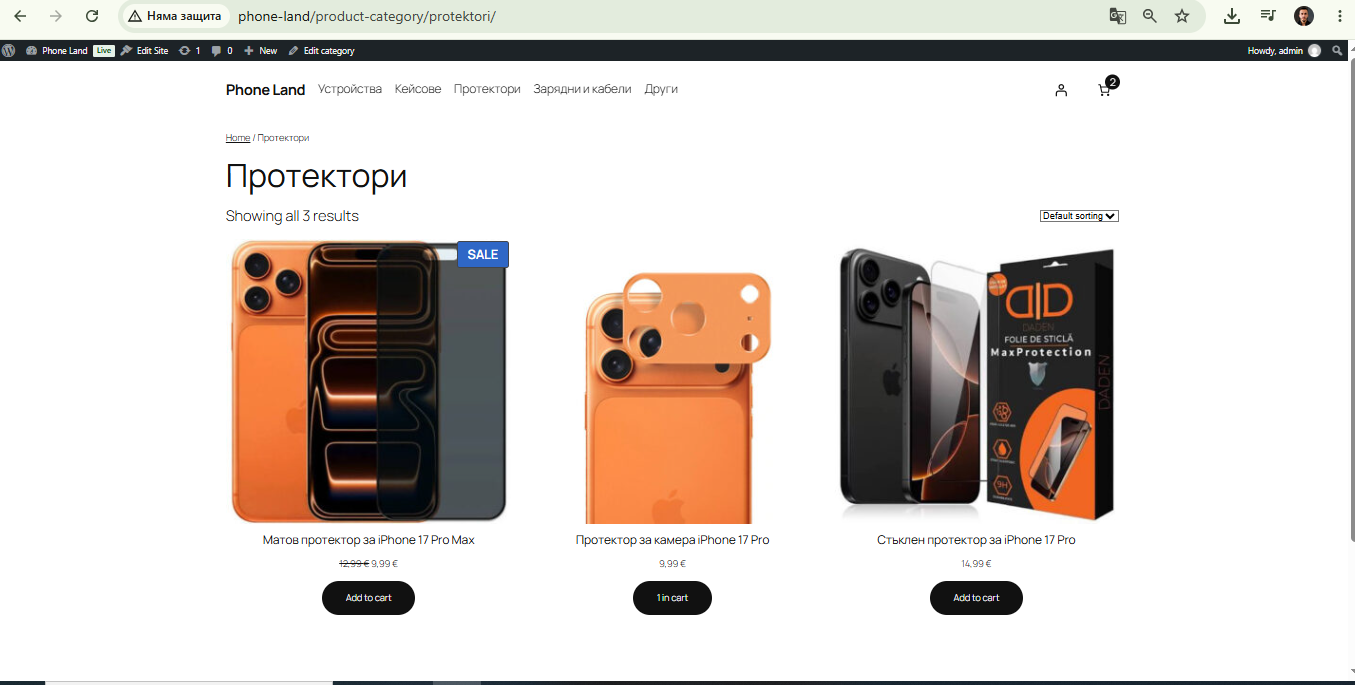 Няма защита phone-land/product-category/protektori/
Phone Land Live Edit Site 1 0 New Edit category Howdy, admin
Phone Land Устройства Кейсове Протектори Зарядни и кабели Други 2
Home / Протектори
Протектори
Showing all 3 results Default sorting
SALE
DADEN
FOLIE DE STICLĂ
MaxProtection
DADEN
9H
Матов протектор за iPhone 17 Pro Max
12,99 € 9,99 €
Add to cart
Протектор за камера iPhone 17 Pro
9,99 €
1 in cart
Стъклен протектор за iPhone 17 Pro
14,99 €
Add to cart